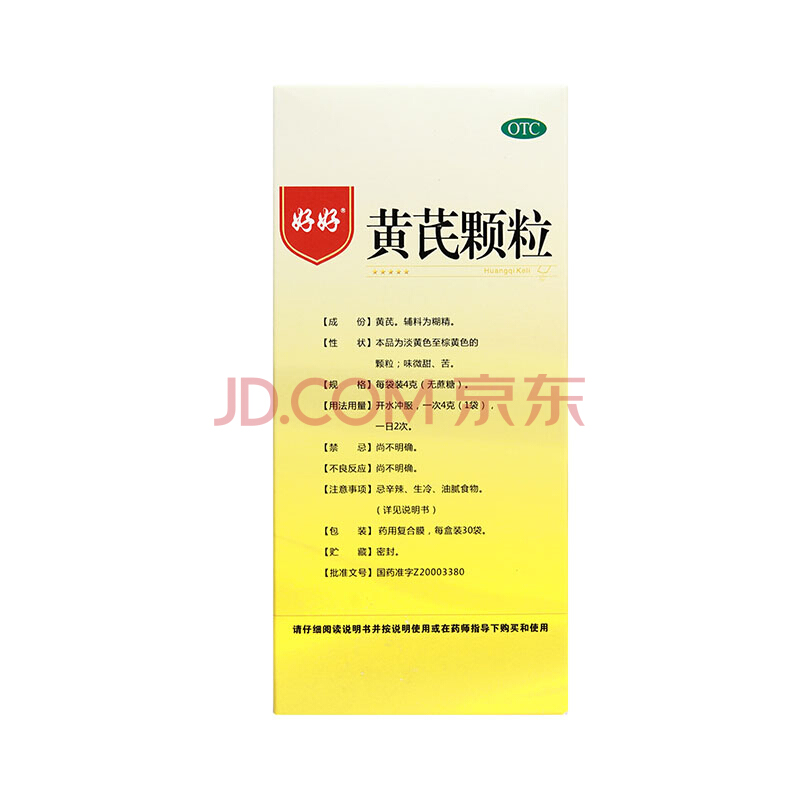 OTC
好好®
黄芪颗粒
HuangqiKeli
【成 份】黄芪。辅料为糊精。
【性 状】本品为淡黄色至棕黄色的
颗粒；味微甜、苦。
【规 格】每袋装4克（无蔗糖）。
【用法用量】开水冲服，一次4克（1袋），
一日2次。
【禁 忌】尚不明确。
【不良反应】尚不明确。
【注意事项】忌辛辣、生冷、油腻食物。
（详见说明书）
【包 装】药用复合膜，每盒装30袋。
【贮 藏】密封。
【批准文号】国药准字Z20003380
请仔细阅读说明书并按说明使用或在药师指导下购买和使用
JD.COM 京东